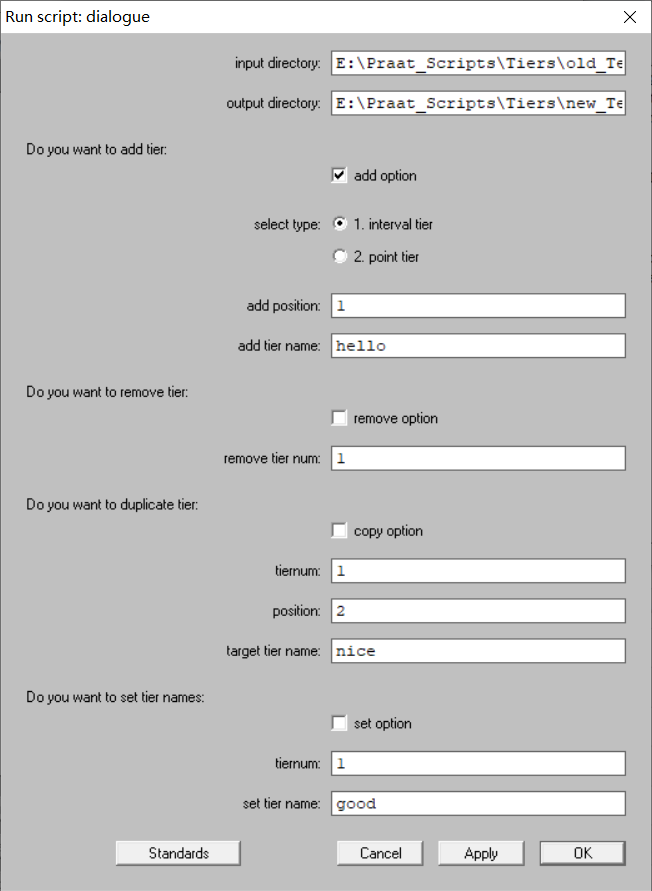 Run script: dialogue
input directory: E:\Praat_Scripts\Tiers\old_Te
output directory: E:\Praat_Scripts\Tiers\new_Te
Do you want to add tier:
add option
select type: 1. interval tier
2. point tier
add position: 1
add tier name: hello
Do you want to remove tier:
remove option
remove tier num: 1
Do you want to duplicate tier:
copy option
tiernum: 1
position: 2
target tier name: nice
Do you want to set tier names:
set option
tiernum: 1
set tier name: good
Standards Cancel Apply OK